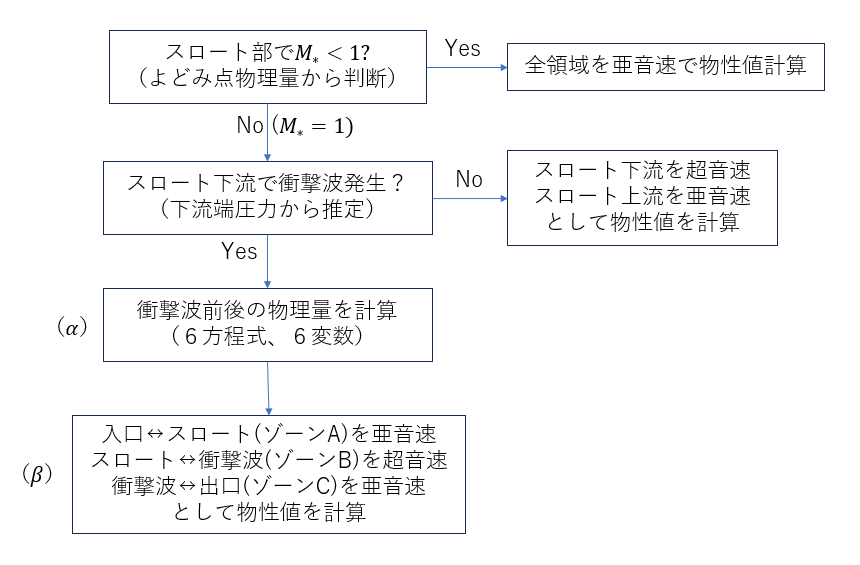 スロート部で𝑀∗ < 1?
（よどみ点物理量から判断）
Yes
全領域を亜音速で物性値計算
No (𝑀∗ = 1)
スロート下流で衝撃波発生？
（下流端圧力から推定）
No
スロート下流を超音速
スロート上流を亜音速
として物性値を計算
Yes
（𝛼）
衝撃波前後の物理量を計算
（６方程式、６変数）
（𝛽）
入口↔スロート(ゾーンA)を亜音速
スロート↔衝撃波(ゾーンB)を超音速
衝撃波↔出口(ゾーンC)を亜音速
として物性値を計算